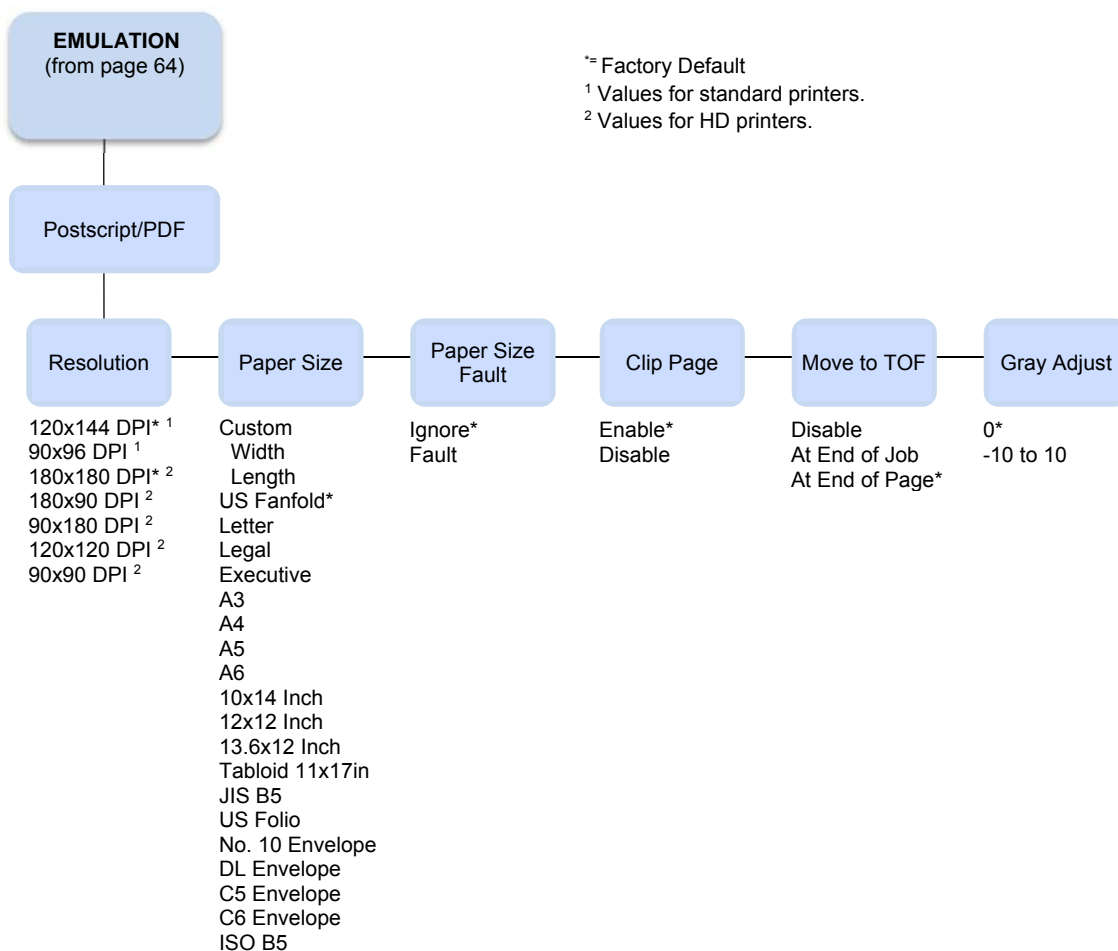 EMULATION
(from page 64)
*= Factory Default
1 Values for standard printers.
2 Values for HD printers.
Postscript/PDF
Resolution
120x144 DPI* 1
90x96 DPI 1
180x180 DPI* 2
180x90 DPI 2
90x180 DPI 2
120x120 DPI 2
90x90 DPI 2
Paper Size
Custom
Width
Length
US Fanfold*
Letter
Legal
Executive
A3
A4
A5
A6
10x14 Inch
12x12 Inch
13.6x12 Inch
Tabloid 11x17in
JIS B5
US Folio
No. 10 Envelope
DL Envelope
C5 Envelope
C6 Envelope
ISO B5
Paper Size
Fault
Ignore*
Fault
Clip Page
Enable*
Disable
Move to TOF
Disable
At End of Job
At End of Page*
Gray Adjust
0*
-10 to 10